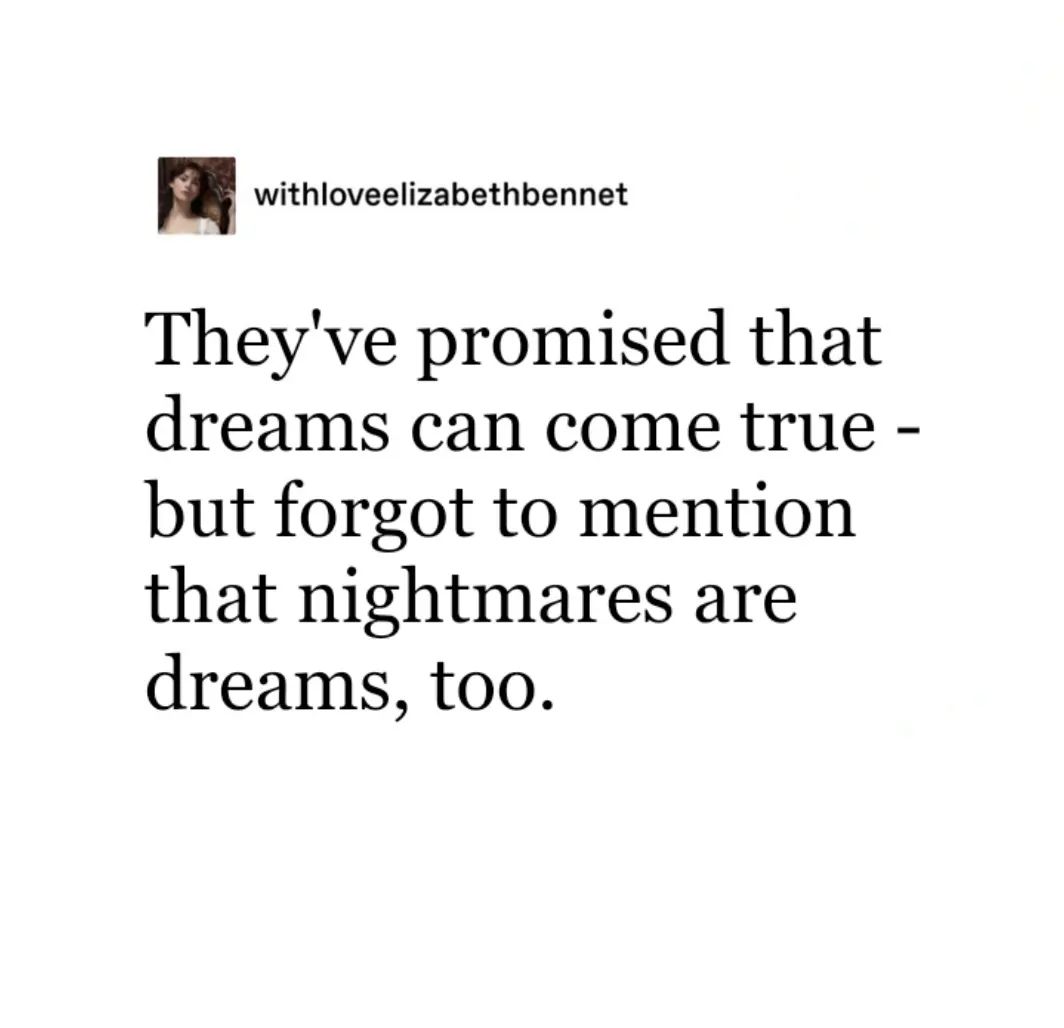 withloveelizabethbennet
They've promised that
dreams can come true -
but forgot to mention
that nightmares are
dreams, too.